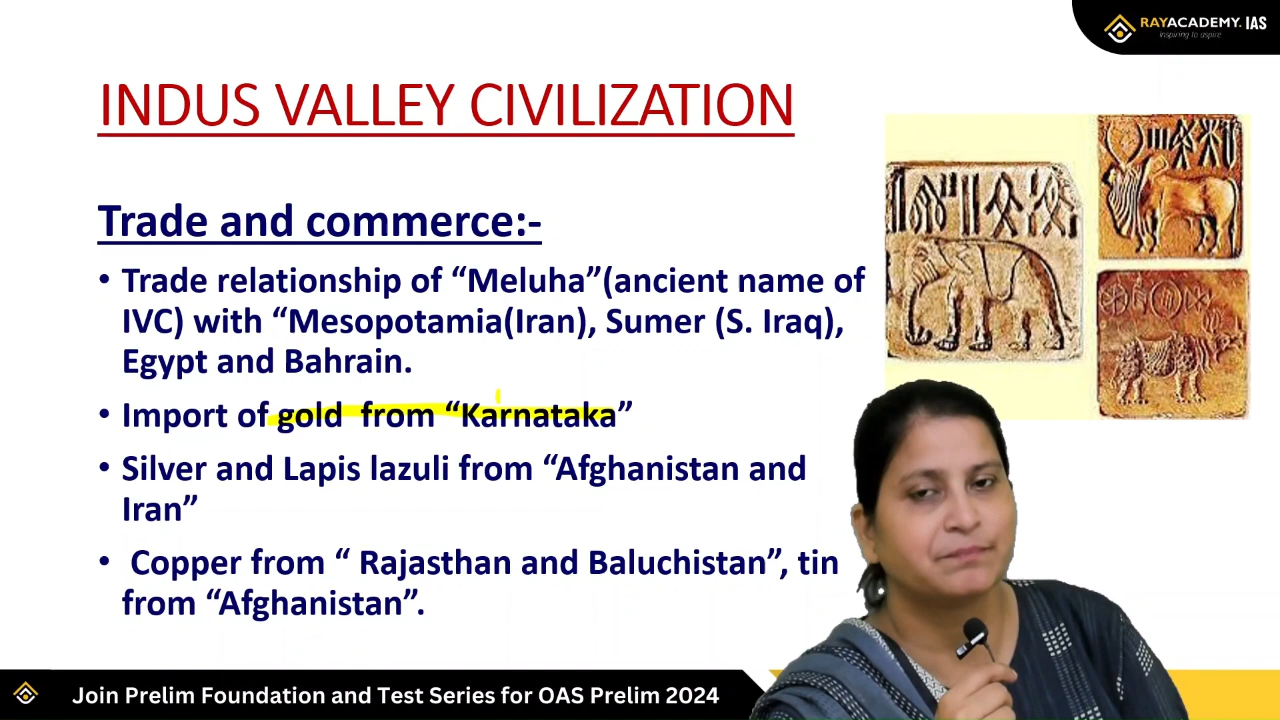 RAYACADEMY. IAS
Inspiring to aspire
INDUS VALLEY CIVILIZATION
Trade and commerce:-
• Trade relationship of “Meluha”(ancient name of
IVC) with “Mesopotamia(Iran), Sumer (S. Iraq),
Egypt and Bahrain.
• Import of gold from “Karnataka”
• Silver and Lapis lazuli from “Afghanistan and
Iran”
• Copper from “ Rajasthan and Baluchistan”, tin
from “Afghanistan”.
Join Prelim Foundation and Test Series for OAS Prelim 2024